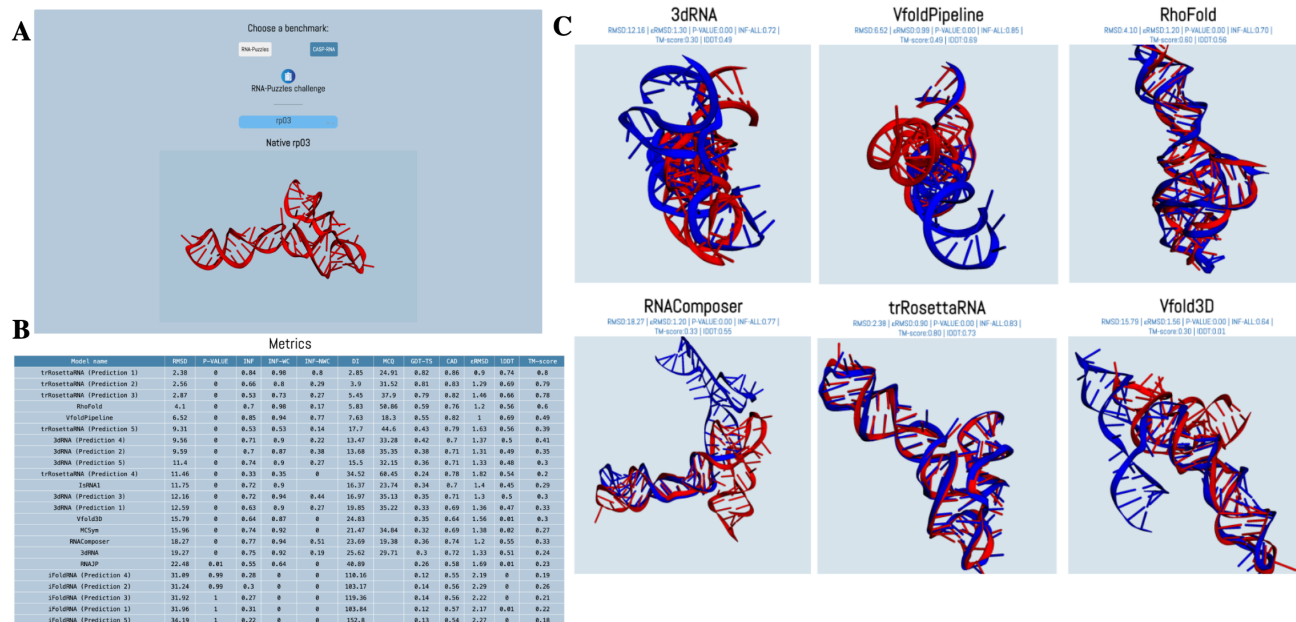 A
Choose a benchmark:
RNA-Puzzles CASP-RNA
RNA-Puzzles challenge
rp03
Native rp03
B
Metrics
Model name RMSD P-VALUE INF INF-WC INF-NWC DI MCQ GDT-TS CAD εRMSD lDDT TM-score
trRosettaRNA (Prediction 1) 2.38 0 0.84 0.98 0.8 2.85 24.91 0.82 0.86 0.9 0.74 0.8
trRosettaRNA (Prediction 2) 2.56 0 0.66 0.8 0.29 3.9 31.52 0.81 0.83 1.29 0.69 0.79
trRosettaRNA (Prediction 3) 2.87 0 0.53 0.73 0.28 5.45 37.9 0.79 0.82 1.46 0.66 0.78
RhoFold 4.1 0 0.7 0.98 0.17 5.83 50.86 0.59 0.76 1.2 0.56 0.6
VfoldPipeline 6.52 0 0.85 0.94 0.77 7.63 18.3 0.55 0.82 1 0.69 0.49
trRosettaRNA (Prediction 5) 9.31 0 0.53 0.53 0.14 17.7 44.6 0.43 0.79 1.63 0.56 0.39
3dRNA (Prediction 4) 9.56 0 0.71 0.9 0.22 13.47 33.28 0.42 0.7 1.37 0.5 0.41
3dRNA (Prediction 2) 9.59 0 0.7 0.87 0.38 13.68 35.35 0.38 0.71 1.31 0.49 0.35
3dRNA (Prediction 5) 11.4 0 0.74 0.9 0.27 15.5 32.15 0.36 0.71 1.33 0.48 0.3
trRosettaRNA (Prediction 4) 11.46 0 0.33 0.35 0 34.52 60.45 0.24 0.78 1.82 0.54 0.2
IsRNA1 11.75 0 0.72 0.9 16.37 23.74 0.34 0.7 1.4 0.45 0.29
3dRNA (Prediction 3) 12.16 0 0.72 0.94 0.44 16.97 35.13 0.35 0.71 1.3 0.5 0.3
3dRNA (Prediction 1) 12.59 0 0.63 0.9 0.27 19.85 35.22 0.33 0.69 1.36 0.47 0.33
Vfold3D 15.79 0 0.64 0.87 0 24.83 0.35 0.64 1.56 0.01 0.3
MCSym 15.96 0 0.74 0.92 0 21.47 34.84 0.32 0.69 1.38 0.02 0.27
RNAComposer 18.27 0 0.77 0.94 0.51 23.69 19.38 0.36 0.74 1.2 0.55 0.33
3dRNA 19.27 0 0.75 0.92 0.19 25.62 29.71 0.3 0.72 1.33 0.51 0.24
RNAJP 22.48 0.01 0.55 0.64 0 40.89 0.26 0.58 1.69 0.01 0.23
iFoldRNA (Prediction 4) 31.09 0.99 0.28 0 0 110.16 0.12 0.55 2.19 0 0.19
iFoldRNA (Prediction 2) 31.24 0.99 0.3 0 0 103.17 0.14 0.56 2.29 0 0.26
iFoldRNA (Prediction 3) 31.92 1 0.27 0 0 119.36 0.14 0.56 2.22 0 0.21
iFoldRNA (Prediction 1) 31.96 1 0.31 0 0 103.84 0.12 0.57 2.17 0.01 0.22
iFoldRNA (Prediction 5) 34.19 1 0.22 0 0 152.8 0.13 0.54 2.27 0 0.18
C
3dRNA
RMSD:12.16 | εRMSD:1.30 | P-VALUE:0.00 | INF-ALL:0.72 |
TM-score:0.30 | lDDT:0.49
VfoldPipeline
RMSD:6.52 | εRMSD:0.99 | P-VALUE:0.00 | INF-ALL:0.85 |
TM-score:0.49 | lDDT:0.69
RhoFold
RMSD:4.10 | εRMSD:1.20 | P-VALUE:0.00 | INF-ALL:0.70 |
TM-score:0.60 | lDDT:0.56
RNAComposer
RMSD:18.27 | εRMSD:1.20 | P-VALUE:0.00 | INF-ALL:0.77 |
TM-score:0.33 | lDDT:0.55
trRosettaRNA
RMSD:2.38 | εRMSD:0.90 | P-VALUE:0.00 | INF-ALL:0.83 |
TM-score:0.80 | lDDT:0.73
Vfold3D
RMSD:15.79 | εRMSD:1.56 | P-VALUE:0.00 | INF-ALL:0.64 |
TM-score:0.30 | lDDT:0.01